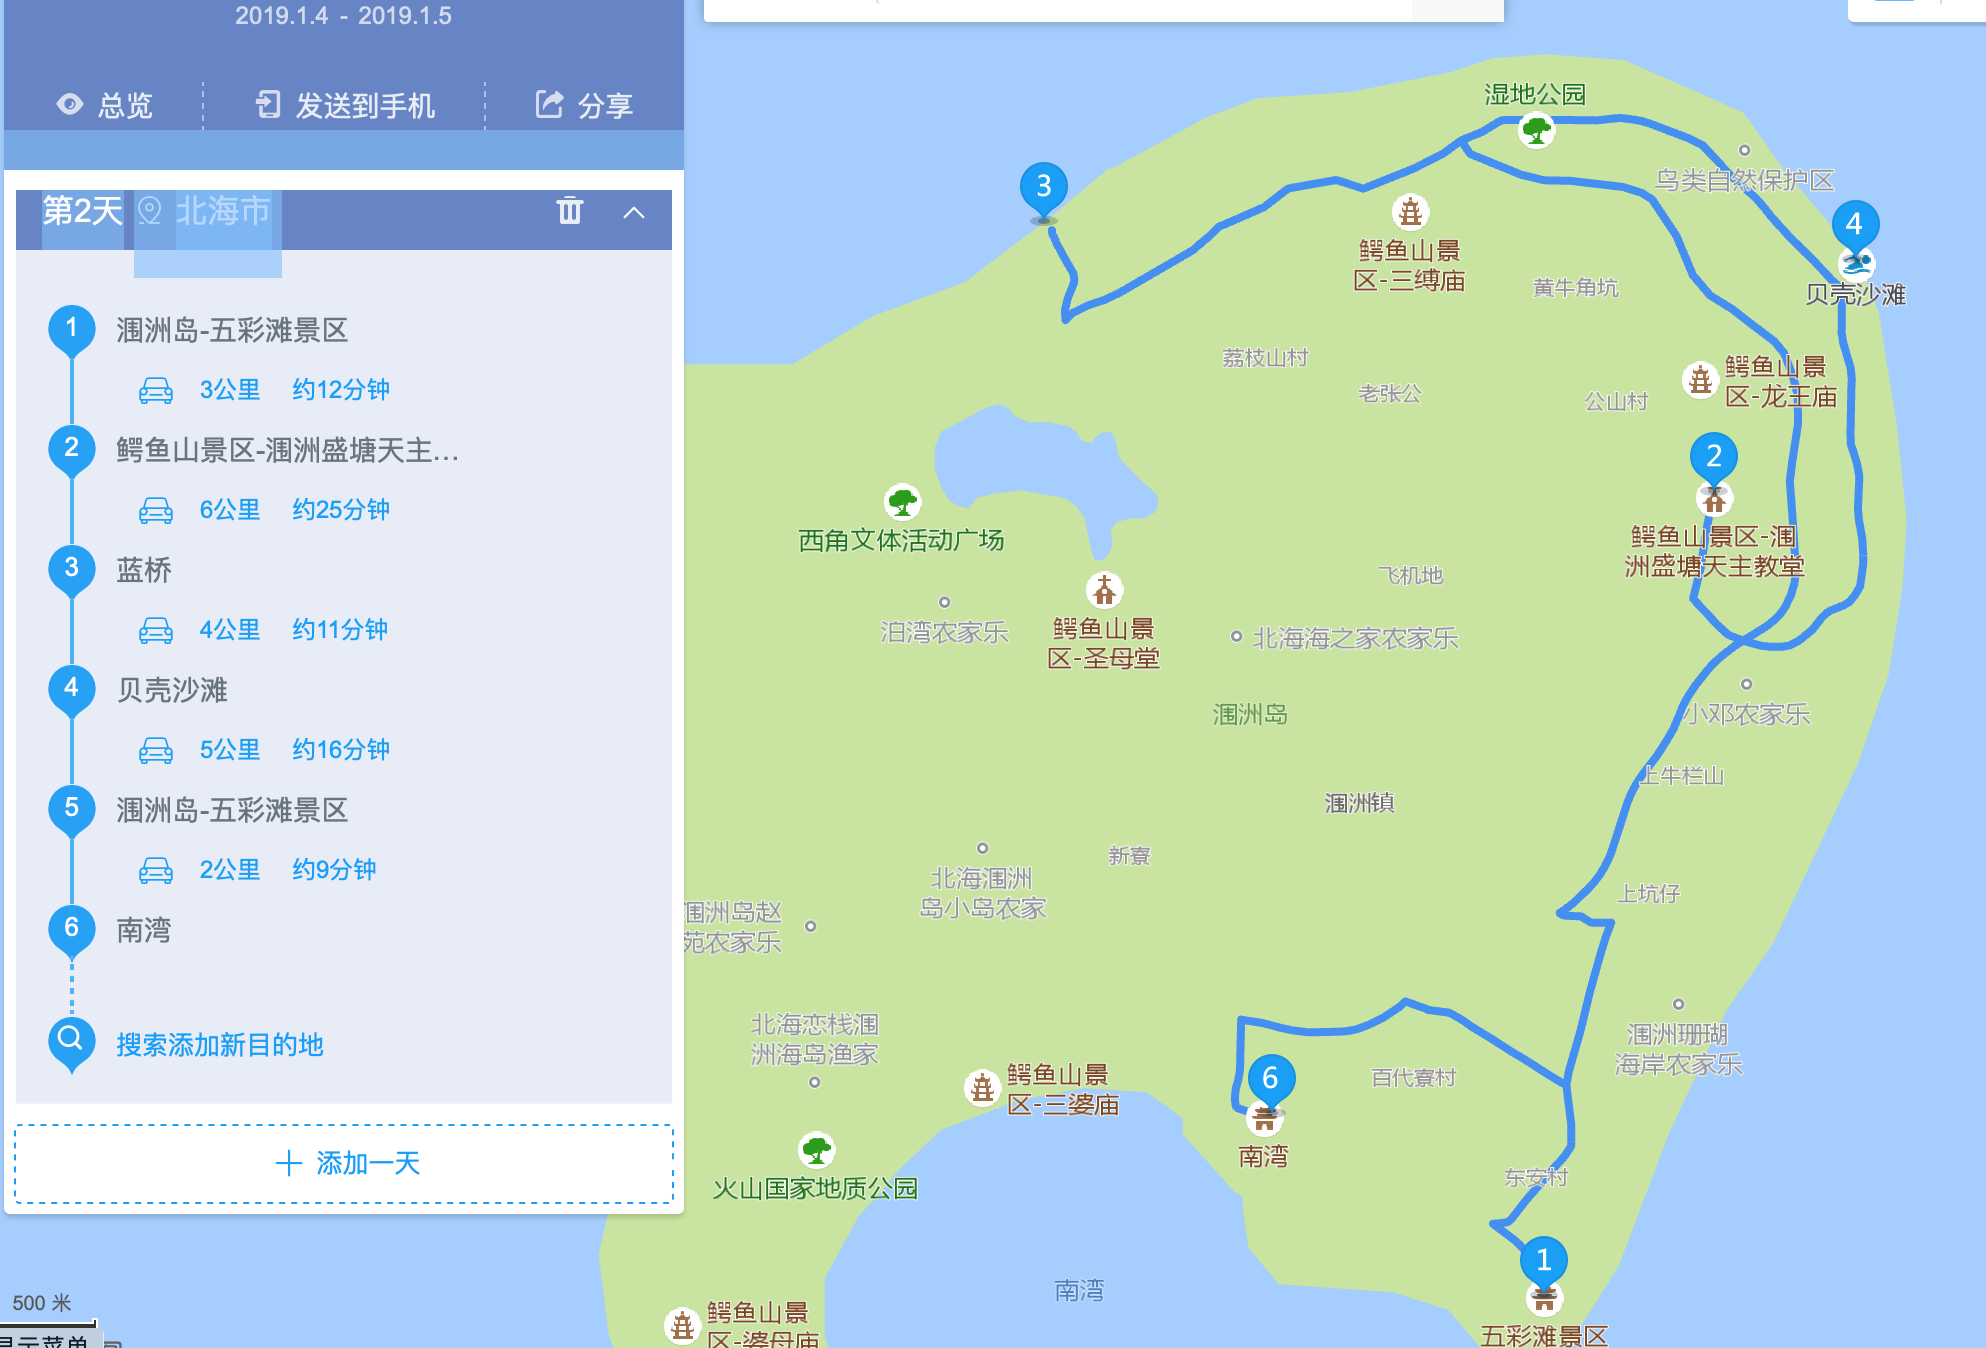 2019.1.4 - 2019.1.5
总览
发送到手机
分享
第2天
北海市
1
涠洲岛-五彩滩景区
3公里 约12分钟
2
鳄鱼山景区-涠洲盛塘天主...
6公里 约25分钟
3
蓝桥
4公里 约11分钟
4
贝壳沙滩
5公里 约16分钟
5
涠洲岛-五彩滩景区
2公里 约9分钟
6
南湾
搜索添加新目的地
添加一天
500 米
显示菜单
湿地公园
鸟类自然保护区
3
4
贝壳沙滩
鳄鱼山景
区-三缚庙
黄牛角坑
荔枝山村
老张公
公山村
鳄鱼山景
区-龙王庙
2
鳄鱼山景区-涠
洲盛塘天主教堂
西角文体活动广场
飞机地
泊湾农家乐
鳄鱼山景
区-圣母堂
北海海之家农家乐
涠洲岛
小邓农家乐
上牛栏山
涠洲镇
新寮
北海涠洲
岛小岛农家
上坑仔
涠洲岛赵
苑农家乐
北海恋栈涠
洲海岛渔家
涠洲珊瑚
海岸农家乐
鳄鱼山景
区-三婆庙
百代寮村
6
南湾
火山国家地质公园
东安村
1
五彩滩景区
南湾
鳄鱼山景
区-婆母庙